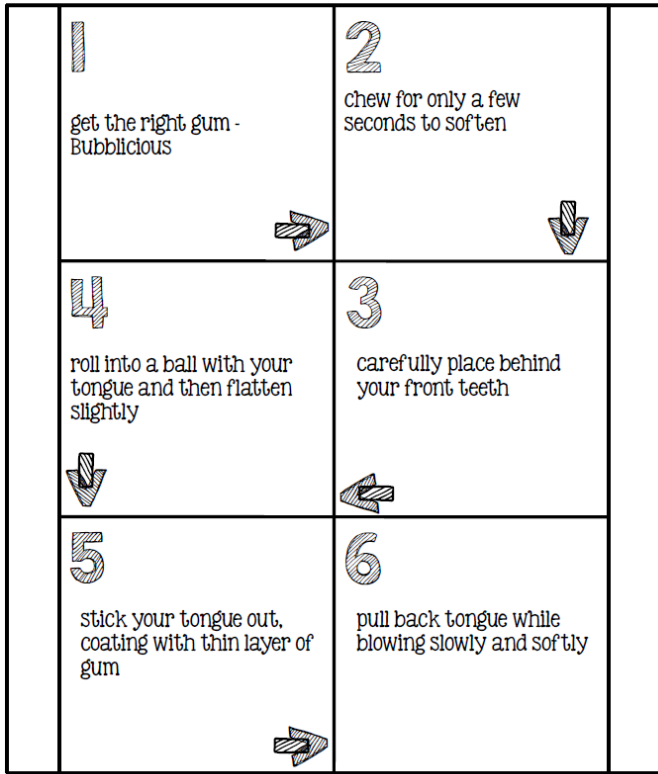 1
get the right gum -
Bubblicious
2
chew for only a few
seconds to soften
3
carefully place behind
your front teeth
4
roll into a ball with your
tongue and then flatten
slightly
5
stick your tongue out,
coating with thin layer of
gum
6
pull back tongue while
blowing slowly and softly